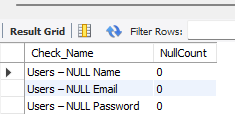 Result Grid Filter Rows:
Check_Name NullCount
Users – NULL Name 0
Users – NULL Email 0
Users – NULL Password 0